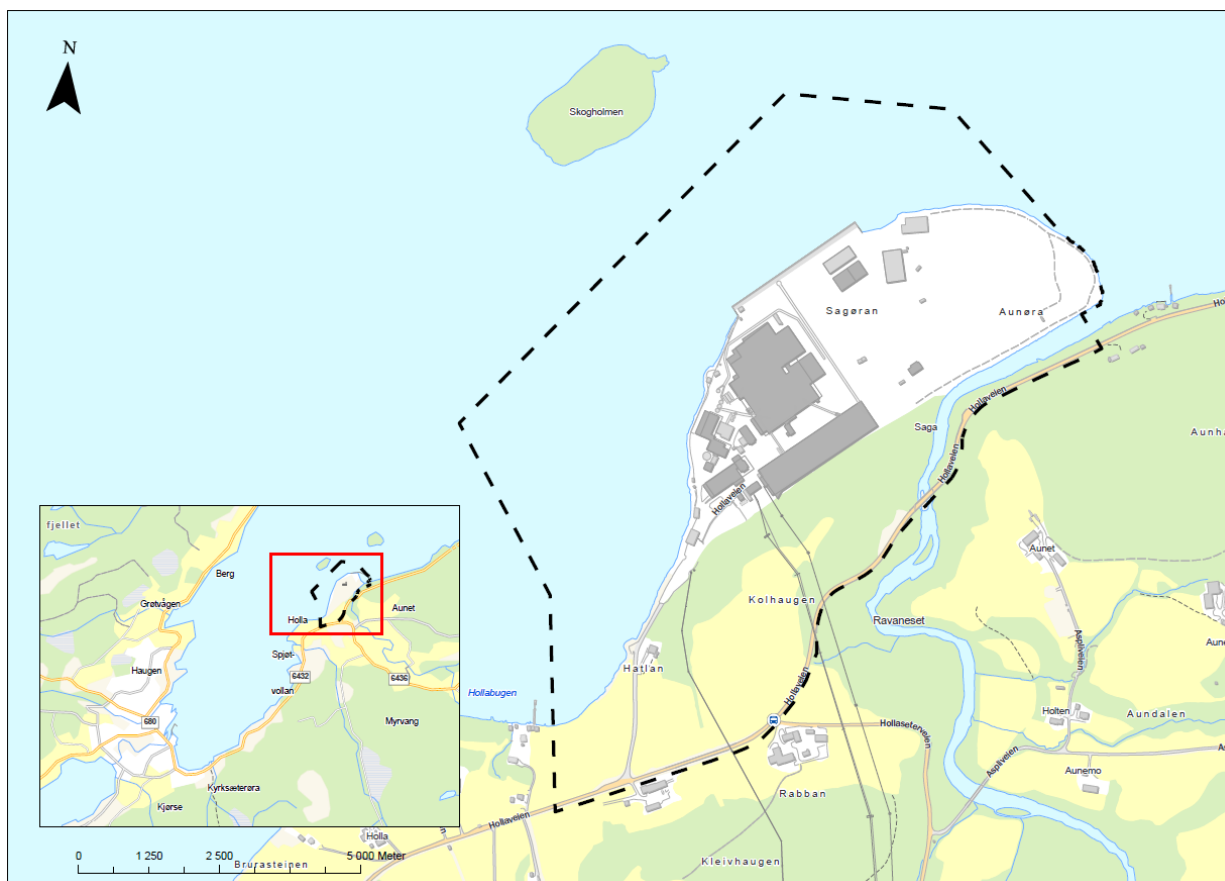 N
Skogholmen
Sagøran
Aunøra
Hollaveien
Saga
Hollaveien
Hollaveien
Aunet
Kolhaugen
Ravaneset
Aspliveien
Hatlan
Hollaveien
Hollabugen
Hollaseterveien
Holten
Aundalen
Aspliveien
Aunemo
Rabban
Hollaveien
Holla
Kleivhaugen
Brurasteinen
fjellet
Berg
Grøtvågen
Aunet
Holla
Haugen
Spjøt-
vollan
6432
6436
680
Myrvang
Kyrksæterøra
Kjørse
0 1 250 2 500 5 000 Meter